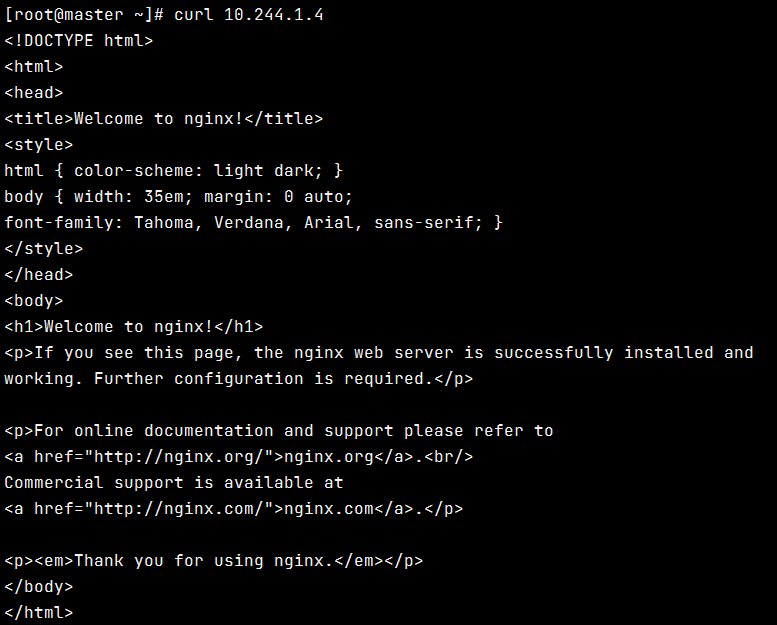 [root@master ~]# curl 10.244.1.4
<!DOCTYPE html>
<html>
<head>
<title>Welcome to nginx!</title>
<style>
html { color-scheme: light dark; }
body { width: 35em; margin: 0 auto;
font-family: Tahoma, Verdana, Arial, sans-serif; }
</style>
</head>
<body>
<h1>Welcome to nginx!</h1>
<p>If you see this page, the nginx web server is successfully installed and
working. Further configuration is required.</p>

<p>For online documentation and support please refer to
<a href="http://nginx.org/">nginx.org</a>.<br/>
Commercial support is available at
<a href="http://nginx.com/">nginx.com</a>.</p>

<p><em>Thank you for using nginx.</em></p>
</body>
</html>